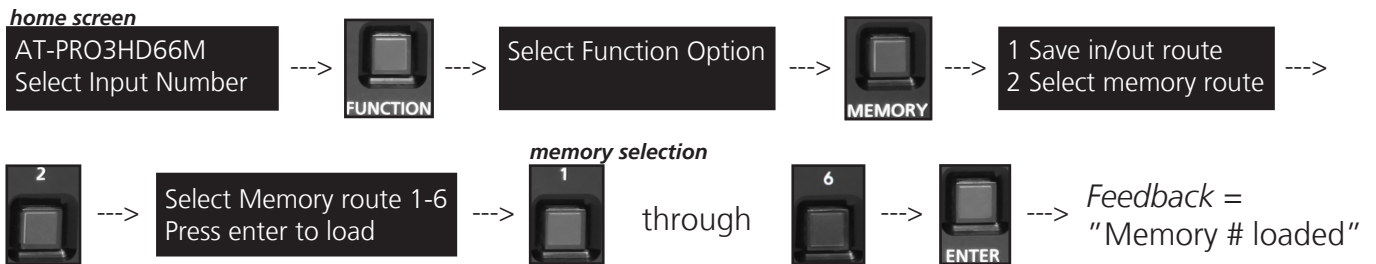 home screen
AT-PRO3HD66M
Select Input Number
--->
FUNCTION
--->
Select Function Option
--->
MEMORY
--->
1 Save in/out route
2 Select memory route
--->
2
--->
Select Memory route 1-6
Press enter to load
--->
memory selection
1
through
6
--->
ENTER
--->
Feedback =
"Memory # loaded"